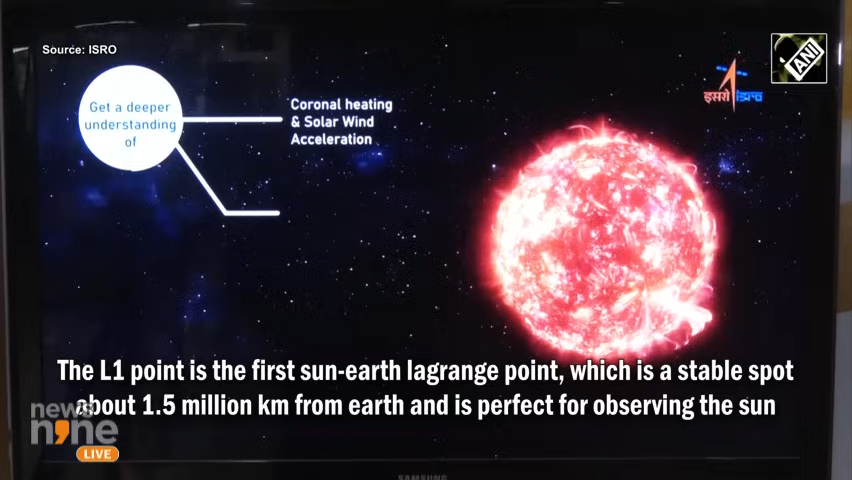 Source: ISRO
ANI
Get a deeper
understanding
of
Coronal heating
& Solar Wind
Acceleration
इसरो isro
The L1 point is the first sun-earth lagrange point, which is a stable spot
about 1.5 million km from earth and is perfect for observing the sun
news
nine
LIVE
SAMSUNG